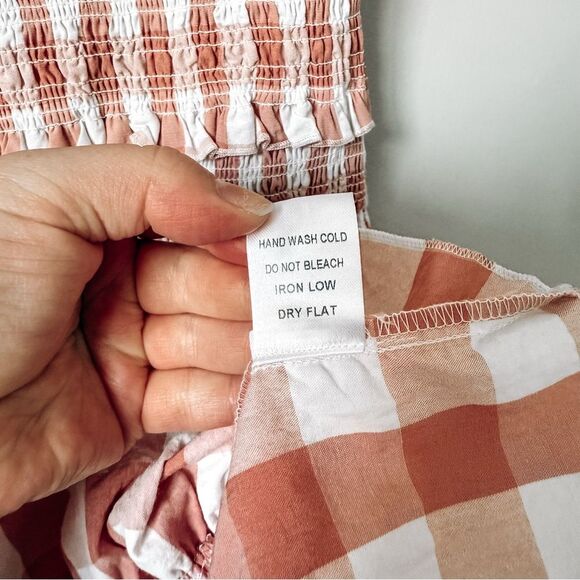 HAND WASH COLD
DO NOT BLEACH
IRON LOW
DRY FLAT